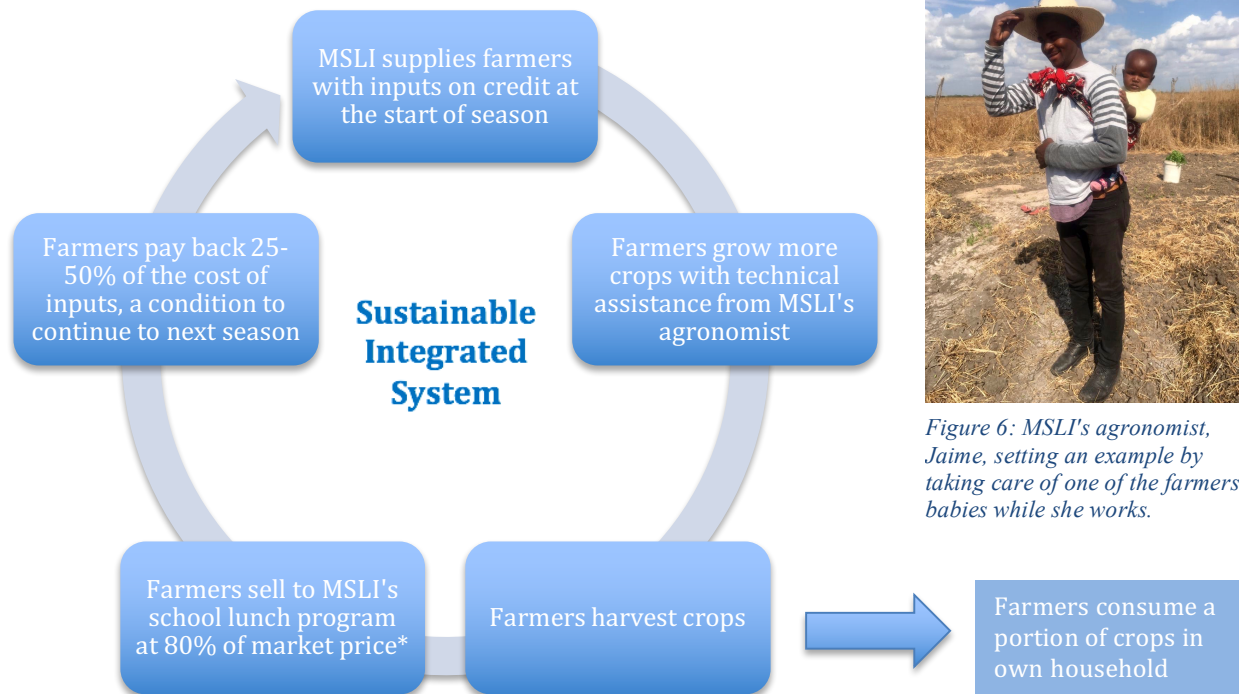 MSLI supplies farmers
with inputs on credit at
the start of season
Farmers grow more
crops with technical
assistance from MSLI's
agronomist
Farmers harvest crops
Farmers consume a
portion of crops in
own household
Farmers sell to MSLI's
school lunch program
at 80% of market price*
Farmers pay back 25-
50% of the cost of
inputs, a condition to
continue to next season
Sustainable
Integrated
System
Figure 6: MSLI's agronomist,
Jaime, setting an example by
taking care of one of the farmers
babies while she works.